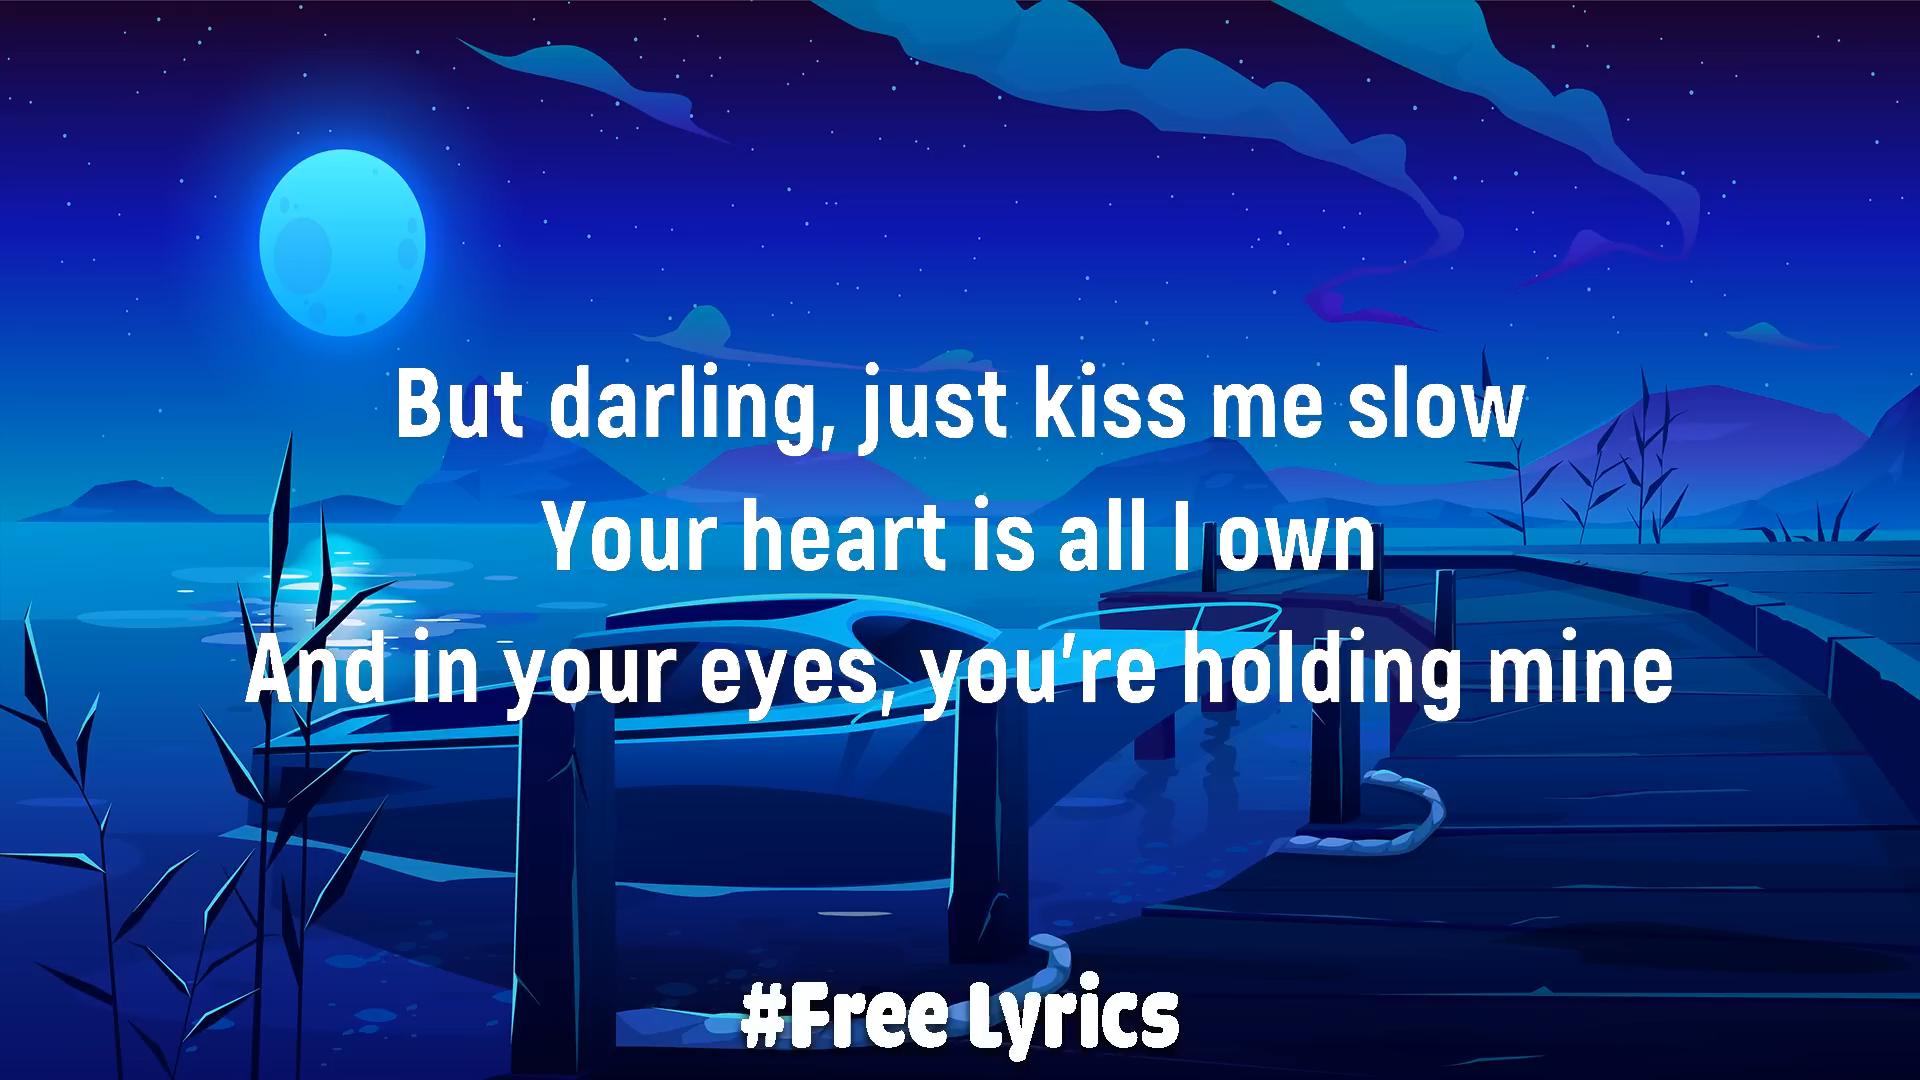 But darling, just kiss me slow
Your heart is all I own
And in your eyes, you're holding mine
#Free Lyrics